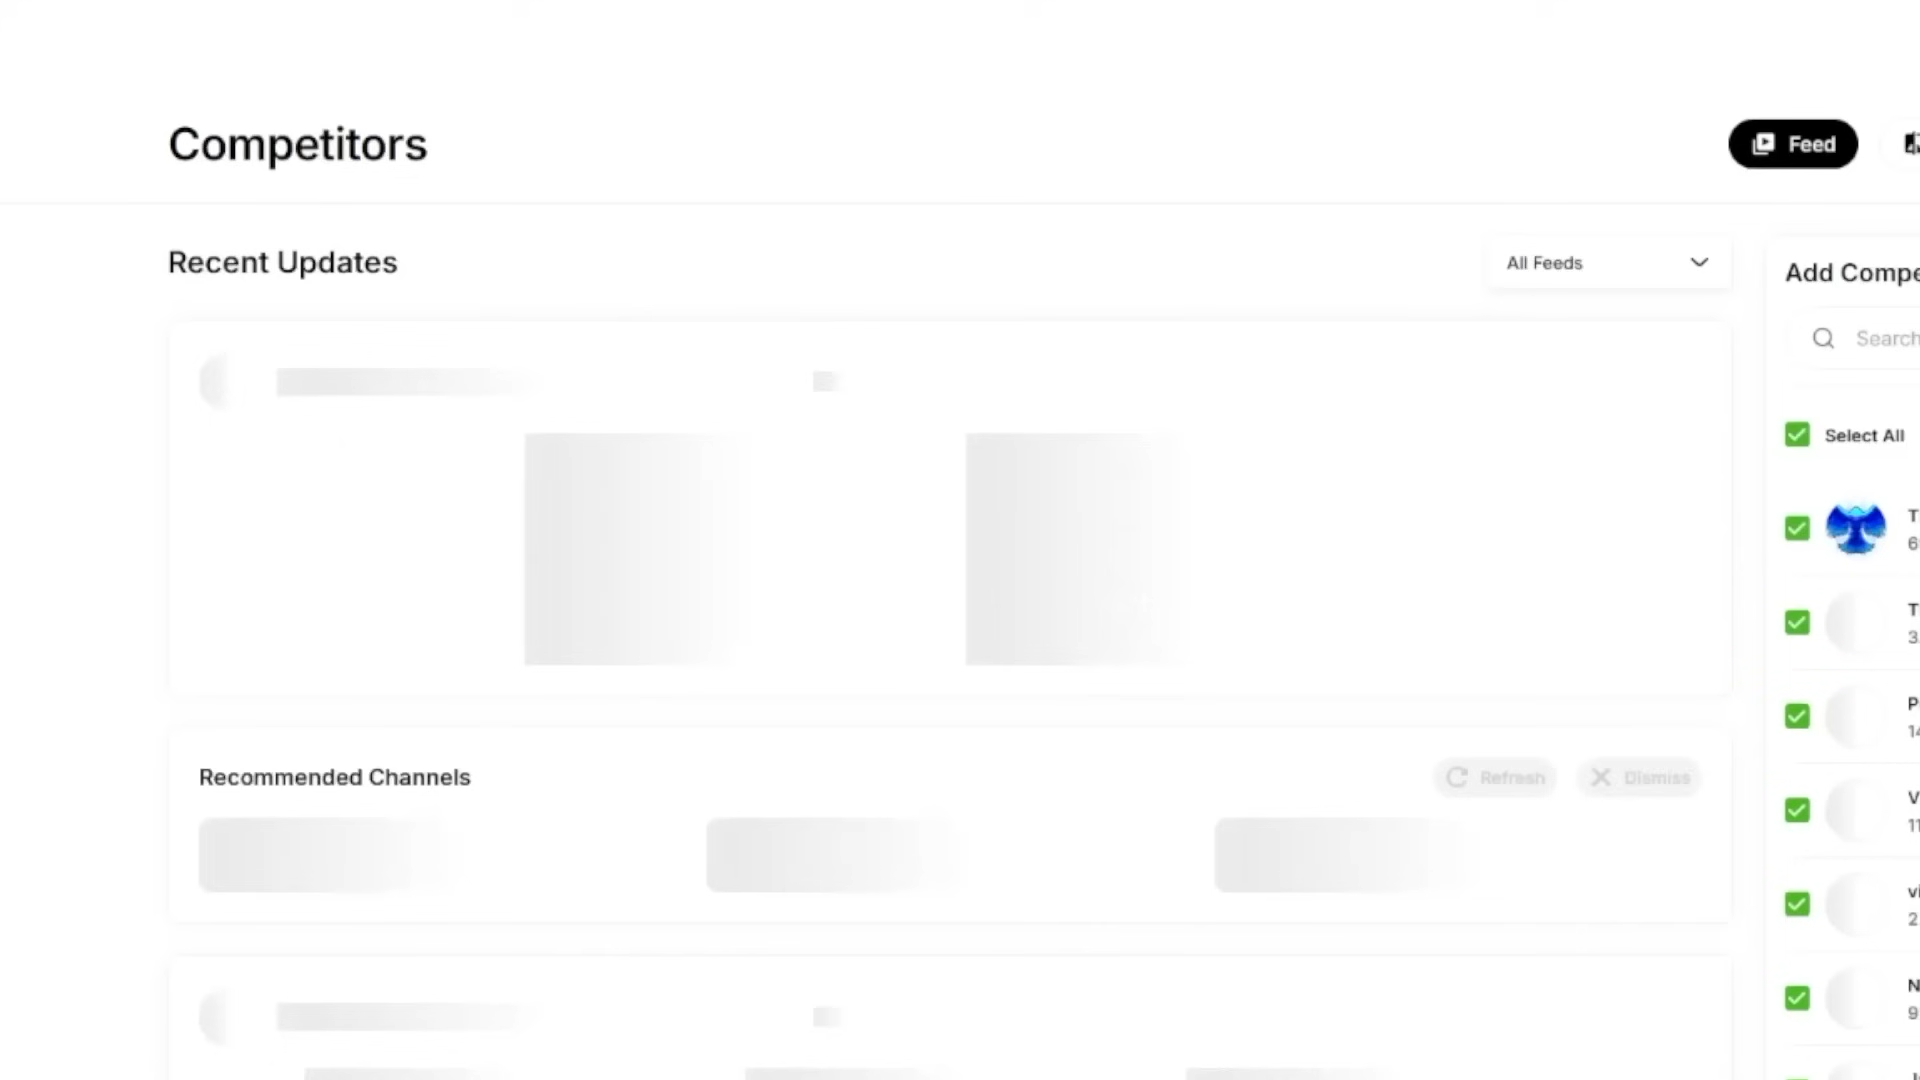 Competitors
Feed
Recent Updates
All Feeds
Add Compe
Search
Select All
Recommended Channels
Refresh
Dismiss